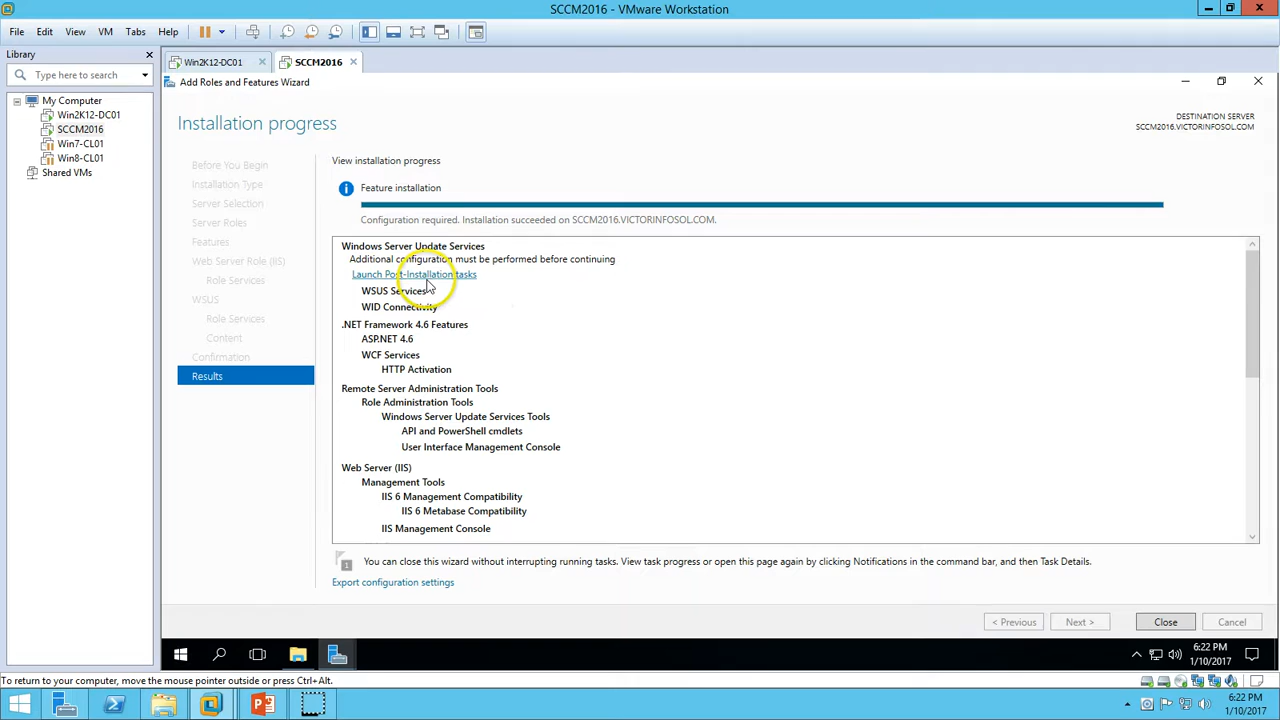 SCCM2016 - VMware Workstation
File Edit View VM Tabs Help
Library
Type here to search
My Computer
Win2K12-DC01
SCCM2016
Win7-CL01
Win8-CL01
Shared VMs
Win2K12-DC01
SCCM2016
Add Roles and Features Wizard
Installation progress
DESTINATION SERVER
SCCM2016.VICTORINFOSOL.COM
Before You Begin
Installation Type
Server Selection
Server Roles
Features
Web Server Role (IIS)
Role Services
WSUS
Role Services
Content
Confirmation
Results
View installation progress
Feature installation
Configuration required. Installation succeeded on SCCM2016.VICTORINFOSOL.COM.
Windows Server Update Services
Additional configuration must be performed before continuing
Launch Post-Installation tasks
WSUS Services
WID Connectivity
.NET Framework 4.6 Features
ASP.NET 4.6
WCF Services
HTTP Activation
Remote Server Administration Tools
Role Administration Tools
Windows Server Update Services Tools
API and PowerShell cmdlets
User Interface Management Console
Web Server (IIS)
Management Tools
IIS 6 Management Compatibility
IIS 6 Metabase Compatibility
IIS Management Console
1
You can close this wizard without interrupting running tasks. View task progress or open this page again by clicking Notifications in the command bar, and then Task Details.
Export configuration settings
< Previous Next > Close Cancel
6:22 PM
1/10/2017
To return to your computer, move the mouse pointer outside or press Ctrl+Alt.
6:22 PM
1/10/2017